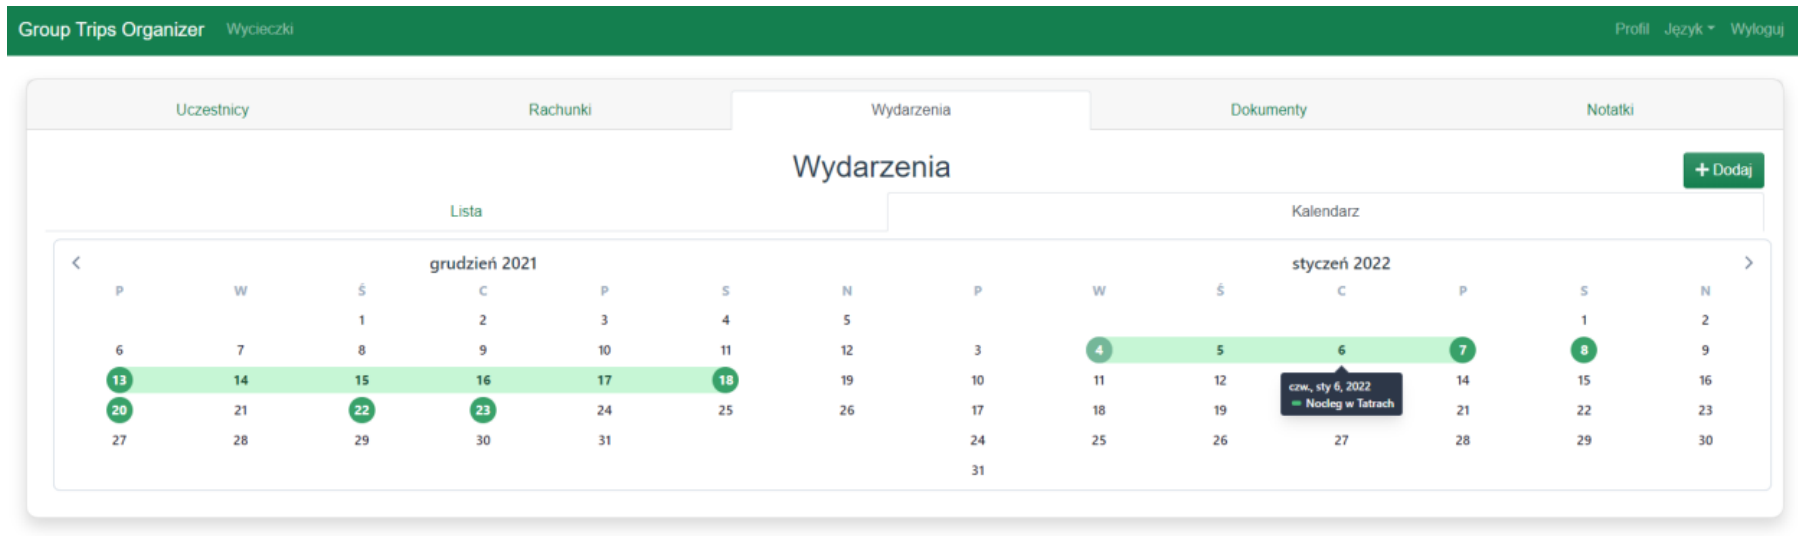 Group Trips Organizer Wycieczki Profil Język Wyloguj
Uczestnicy Rachunki Wydarzenia Dokumenty Notatki
Wydarzenia
+ Dodaj
Lista Kalendarz
grudzień 2021
P W Ś C P S N
1 2 3 4 5
6 7 8 9 10 11 12
13 14 15 16 17 18 19
20 21 22 23 24 25 26
27 28 29 30 31
styczeń 2022
P W Ś C P S N
1 2
3 4 5 6 7 8 9
10 11 12 14 15 16
17 18 19 21 22 23
24 25 26 27 28 29 30
31
czw., sty 6, 2022
Nocleg w Tatrach